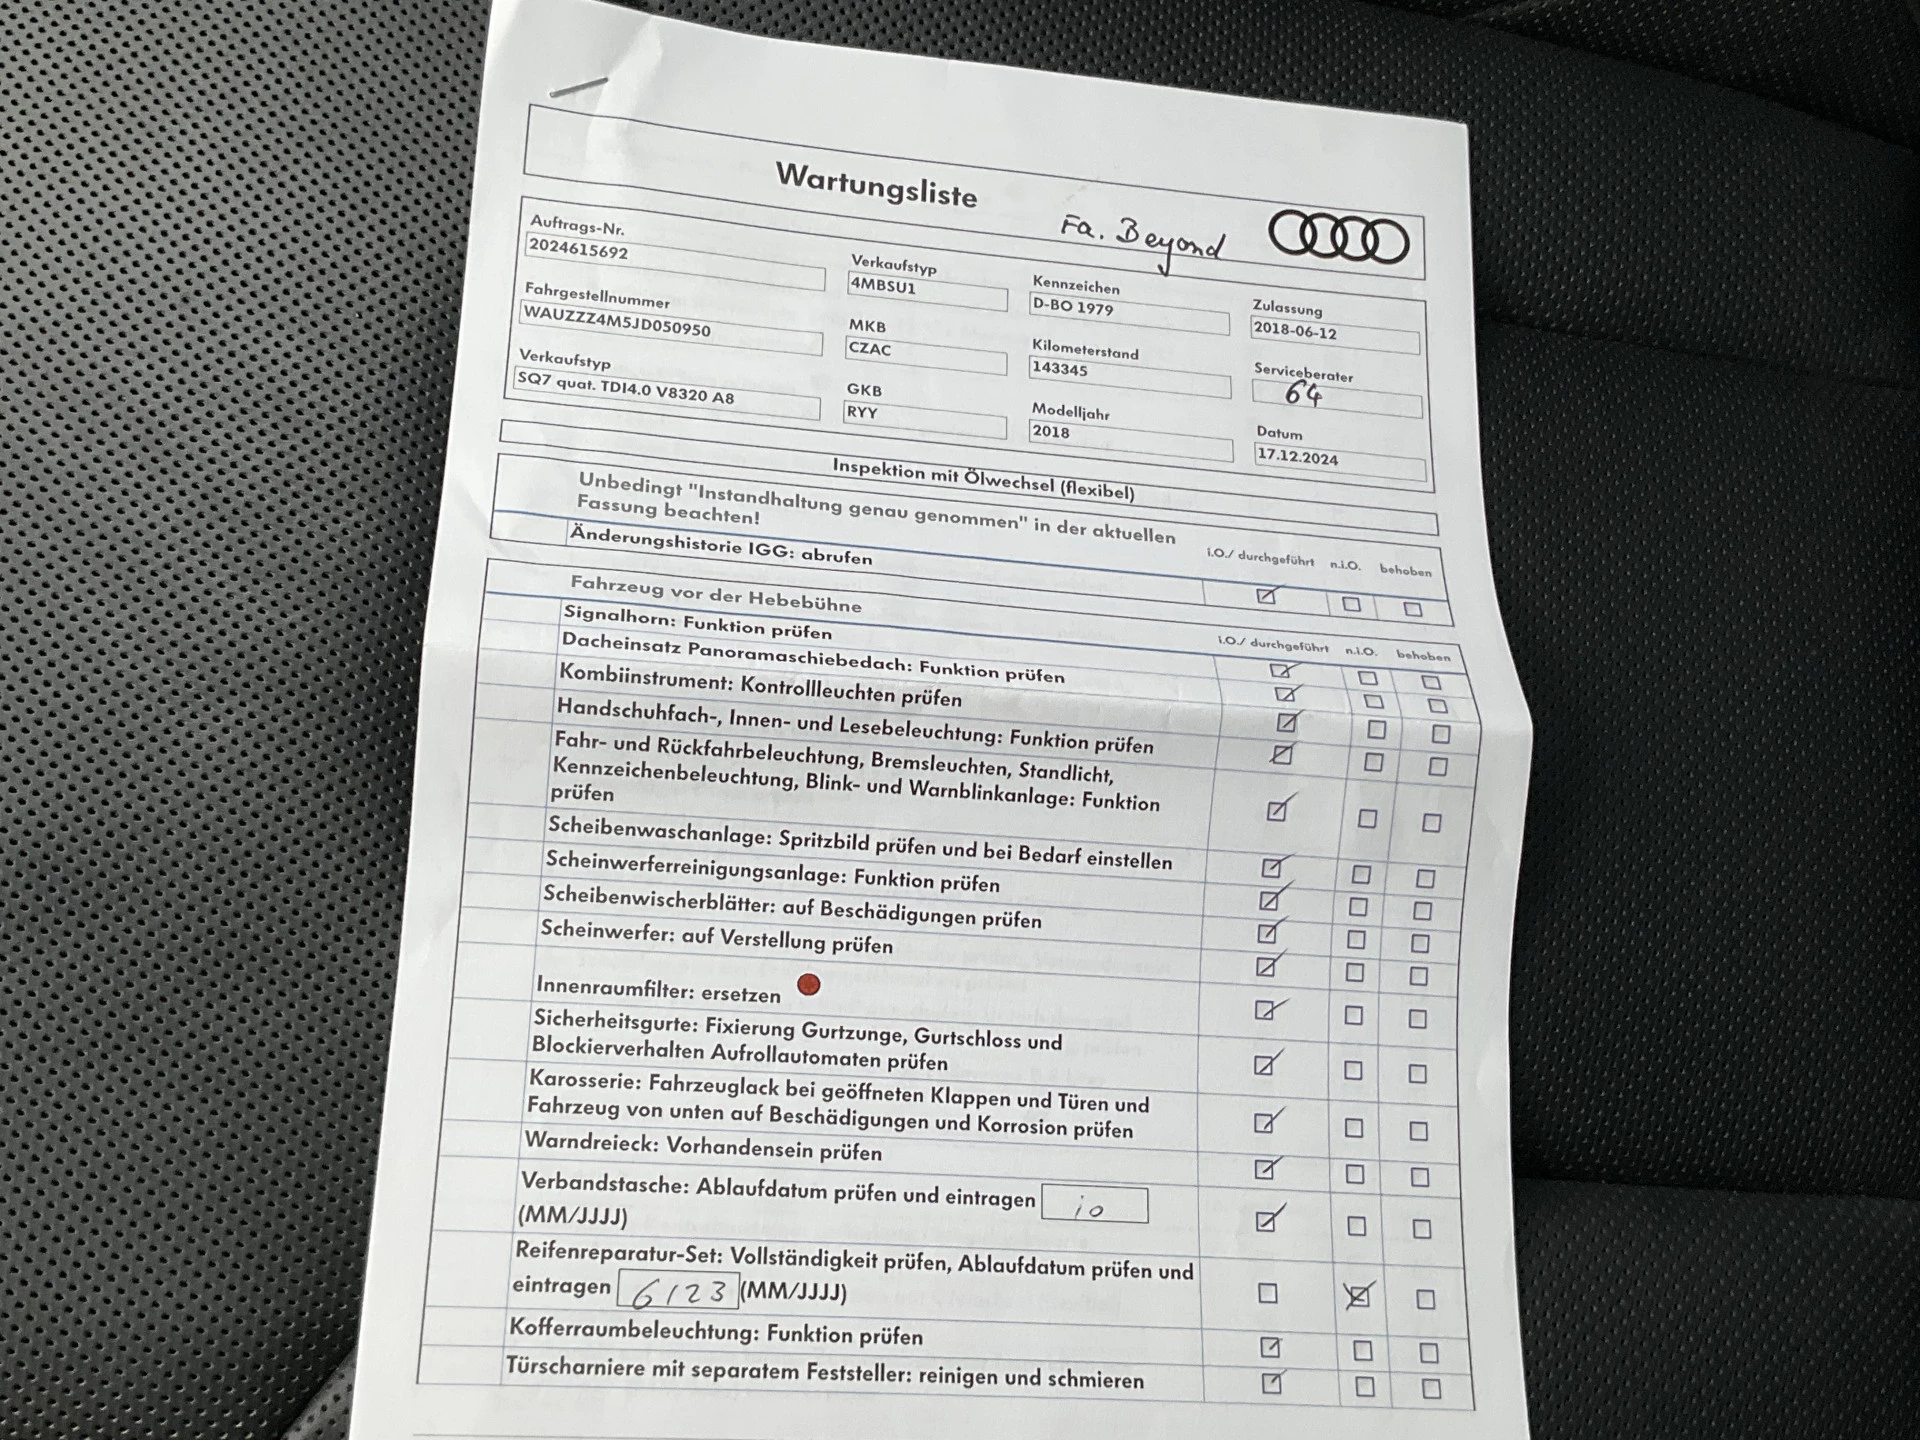 Wartungsliste
Fa. Beyond
Auftrags-Nr.
2024615692
Verkaufstyp
4MBSU1
Kennzeichen
D-BO 1979
Zulassung
2018-06-12
Fahrgestellnummer
WAUZZZ4M5JD050950
MKB
CZAC
Kilometerstand
143345
Serviceberater
64
Verkaufstyp
SQ7 quat. TDI4.0 V8320 A8
GKB
RYY
Modelljahr
2018
Datum
17.12.2024
Inspektion mit Ölwechsel (flexibel)
Unbedingt "Instandhaltung genau genommen" in der aktuellen
Fassung beachten!
i.O./ durchgeführt n.i.O. behoben
Änderungshistorie IGG: abrufen
Fahrzeug vor der Hebebühne
i.O./ durchgeführt n.i.O. behoben
Signalhorn: Funktion prüfen
Dacheinsatz Panoramaschiebedach: Funktion prüfen
Kombiinstrument: Kontrollleuchten prüfen
Handschuhfach-, Innen- und Lesebeleuchtung: Funktion prüfen
Fahr- und Rückfahrbeleuchtung, Bremsleuchten, Standlicht,
Kennzeichenbeleuchtung, Blink- und Warnblinkanlage: Funktion
prüfen
Scheibenwaschanlage: Spritzbild prüfen und bei Bedarf einstellen
Scheinwerferreinigungsanlage: Funktion prüfen
Scheibenwischerblätter: auf Beschädigungen prüfen
Scheinwerfer: auf Verstellung prüfen
Innenraumfilter: ersetzen
Sicherheitsgurte: Fixierung Gurtzunge, Gurtschloss und
Blockierverhalten Aufrollautomaten prüfen
Karosserie: Fahrzeuglack bei geöffneten Klappen und Türen und
Fahrzeug von unten auf Beschädigungen und Korrosion prüfen
Warndreieck: Vorhandensein prüfen
Verbandstasche: Ablaufdatum prüfen und eintragen io
(MM/JJJJ)
Reifenreparatur-Set: Vollständigkeit prüfen, Ablaufdatum prüfen und
eintragen 6/23 (MM/JJJJ)
Kofferraumbeleuchtung: Funktion prüfen
Türscharniere mit separatem Feststeller: reinigen und schmieren